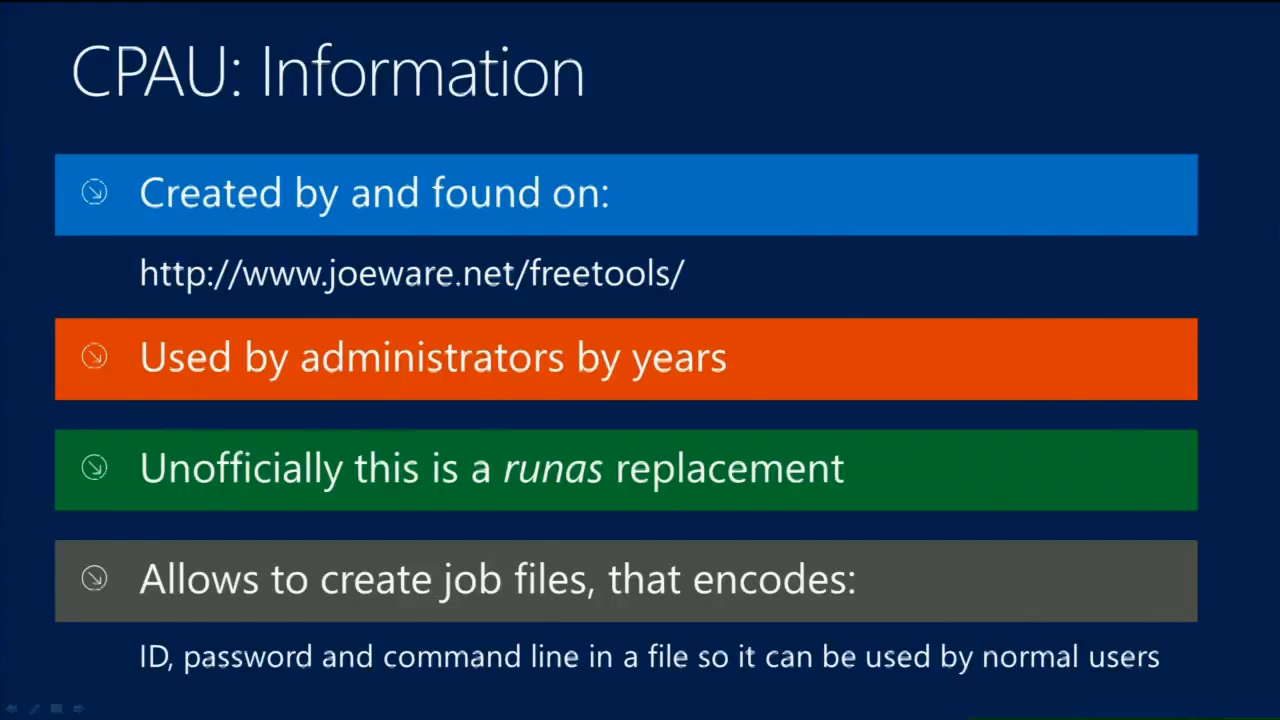 CPAU: Information
Created by and found on:
http://www.joeware.net/freetools/
Used by administrators by years
Unofficially this is a runas replacement
Allows to create job files, that encodes:
ID, password and command line in a file so it can be used by normal users